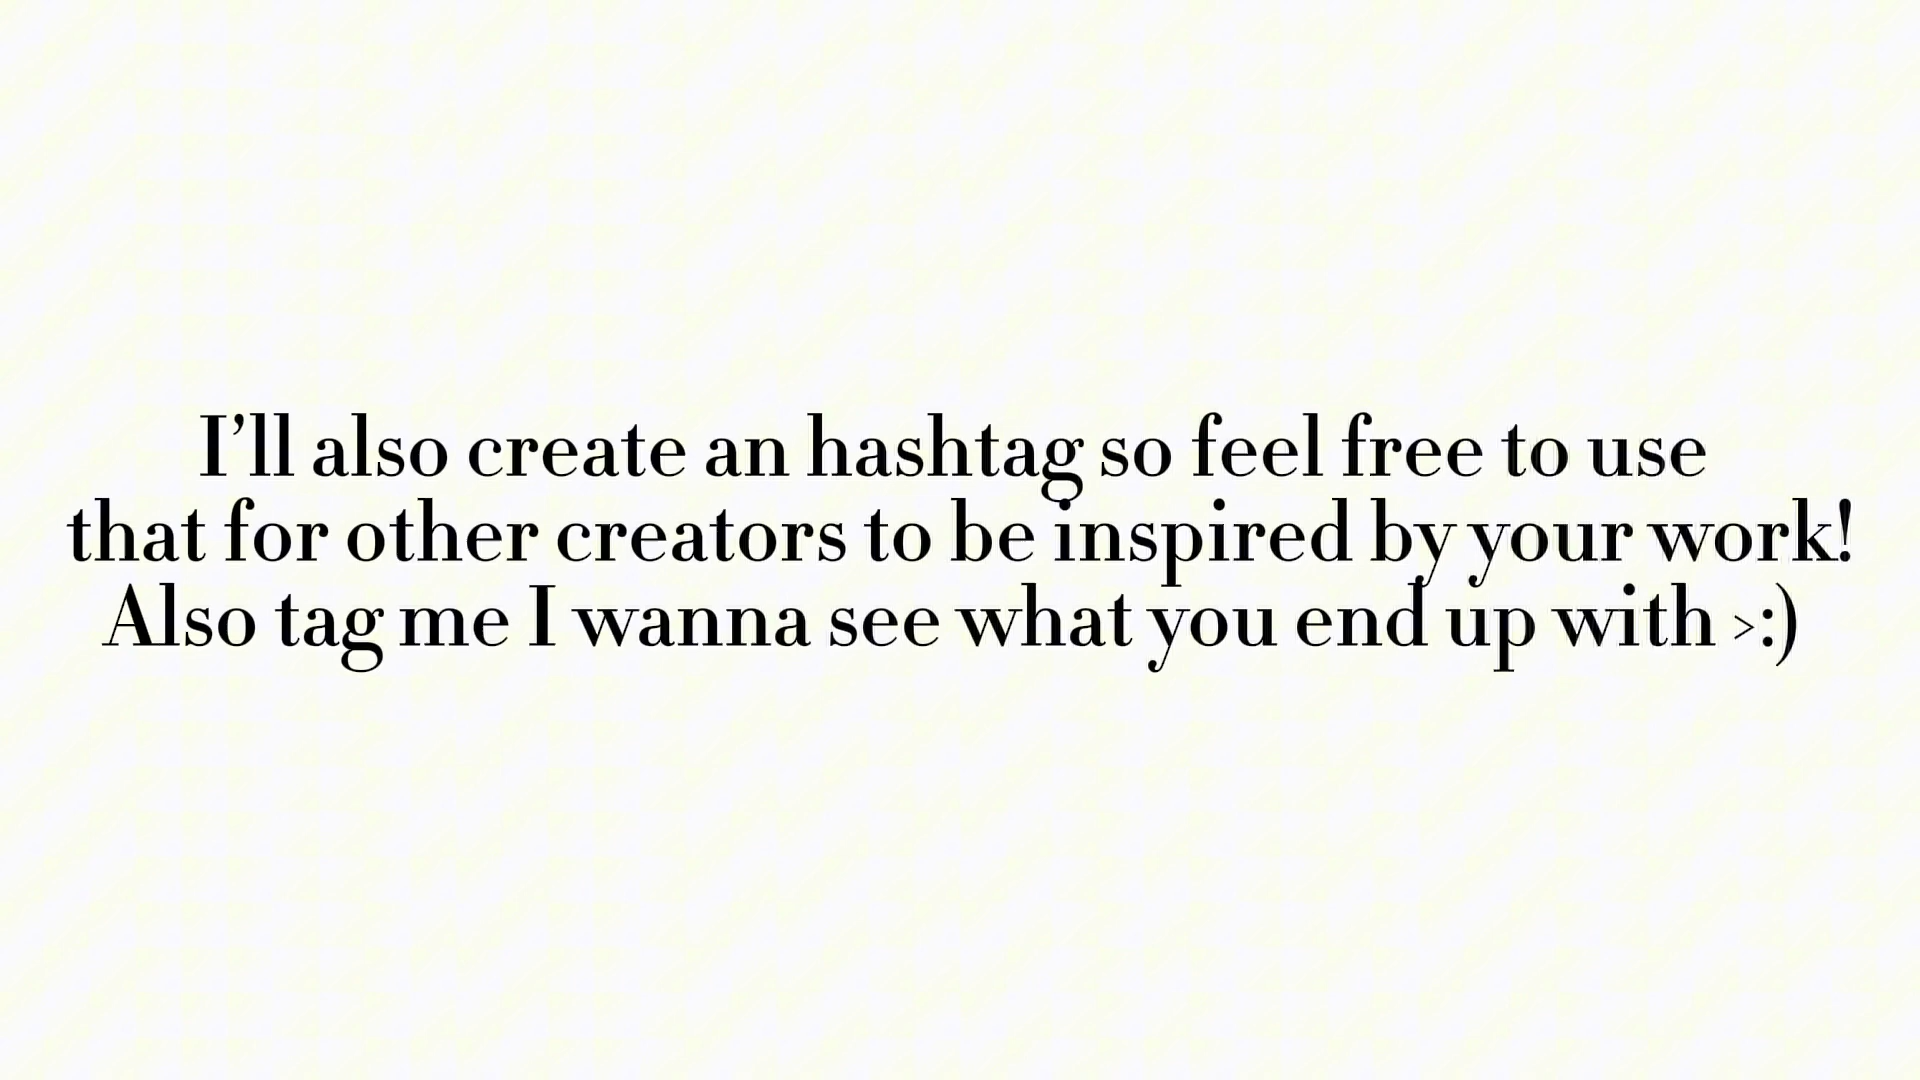 I’ll also create an hashtag so feel free to use
that for other creators to be inspired by your work!
Also tag me I wanna see what you end up with >:)